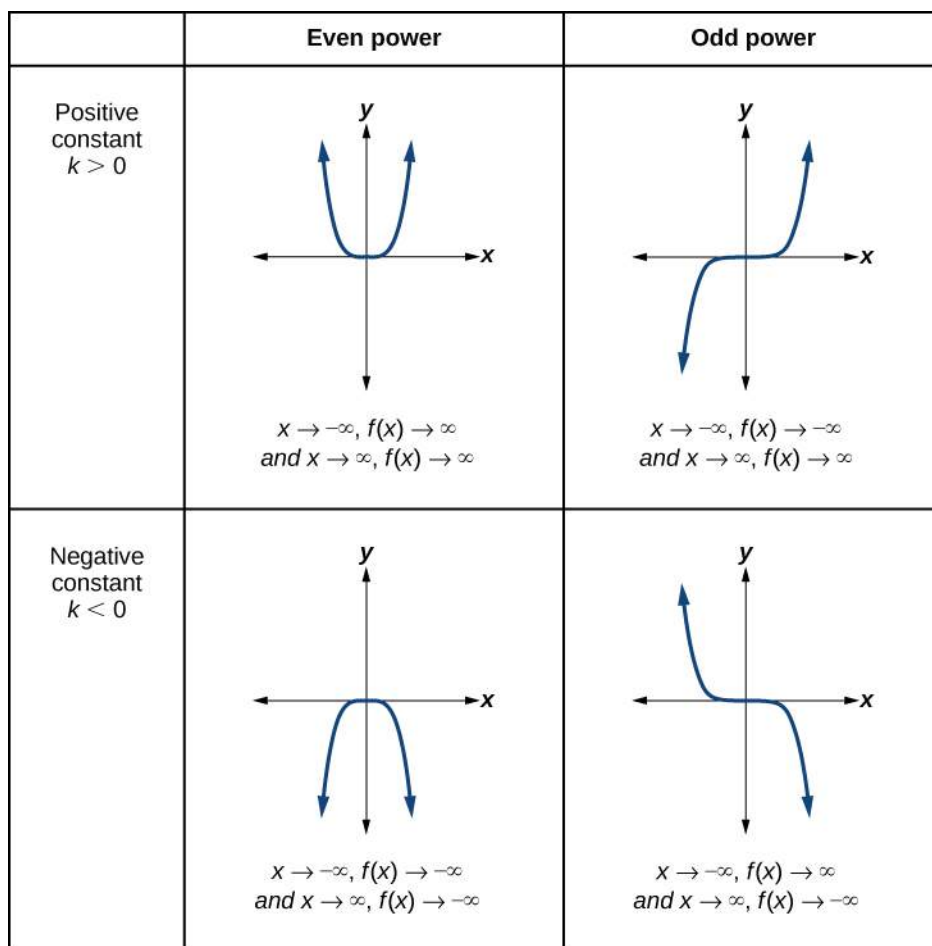 Even power
Odd power
Positive
constant
k > 0
y
x
x → −∞, f(x) → ∞
and x → ∞, f(x) → ∞
y
x
x → −∞, f(x) → −∞
and x → ∞, f(x) → ∞
Negative
constant
k < 0
y
x
x → −∞, f(x) → −∞
and x → ∞, f(x) → −∞
y
x
x → −∞, f(x) → ∞
and x → ∞, f(x) → −∞